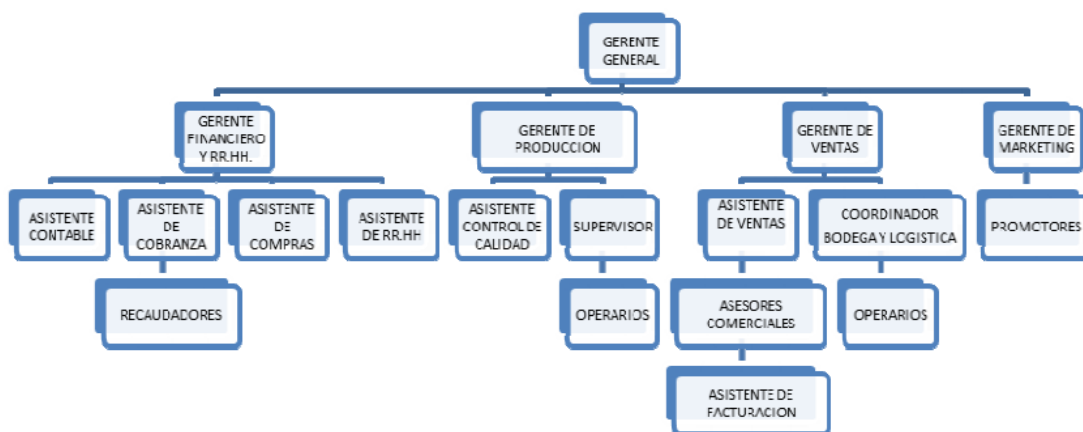 GERENTE
GENERAL
GERENTE
FINANCIERO
Y RR.HH.
GERENTE DE
PRODUCCION
GERENTE DE
VENTAS
GERENTE DE
MARKETING
ASISTENTE
CONTABLE
ASISTENTE
DE
COBRANZA
ASISTENTE
DE
COMPRAS
ASISTENTE
DE RR.HH
ASISTENTE
CONTROL DE
CALIDAD
SUPERVISOR
ASISTENTE
DE VENTAS
COORDINADOR
BODEGA Y LOGISTICA
PROMOTORES
RECAUDADORES
OPERARIOS
ASESORES
COMERCIALES
OPERARIOS
ASISTENTE DE
FACTURACION